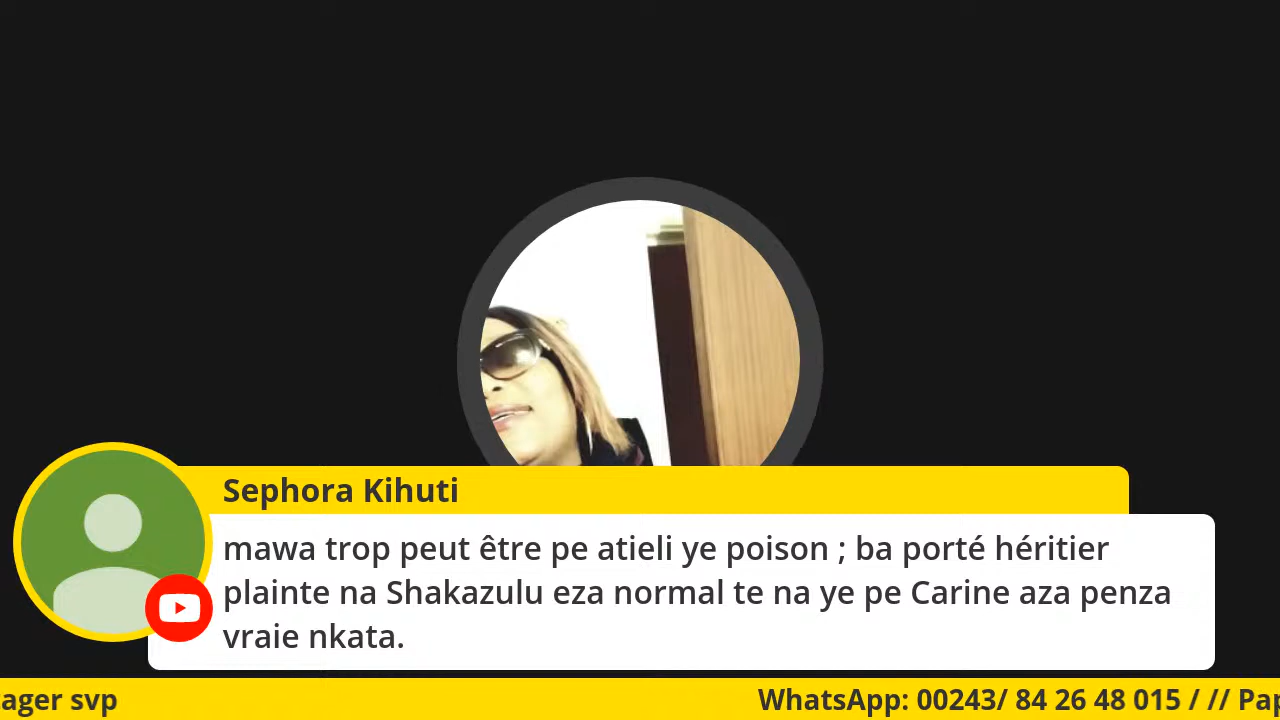 Sephora Kihuti
mawa trop peut être pe atieli ye poison ; ba porté héritier
plainte na Shakazulu eza normal te na ye pe Carine aza penza
vraie nkata.
ager svp WhatsApp: 00243/ 84 26 48 015 / // Pap